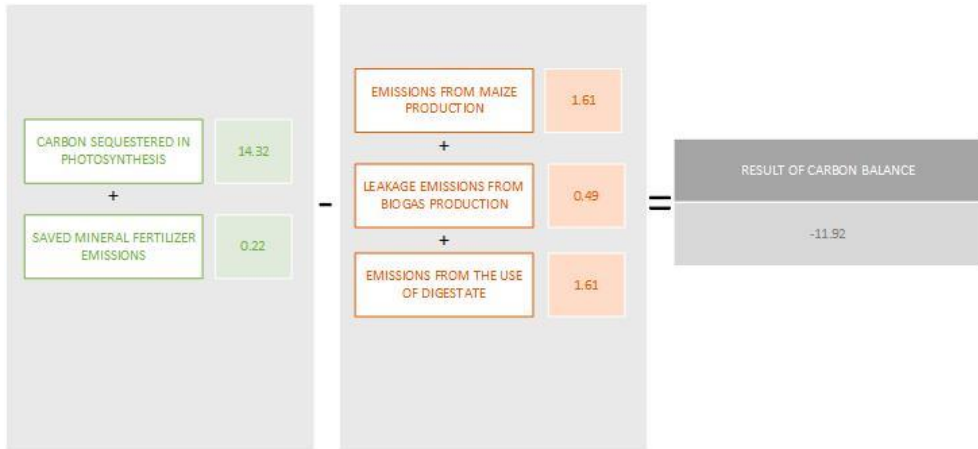 CARBON SEQUESTERED IN
PHOTOSYNTHESIS
14.32
+
SAVED MINERAL FERTILIZER
EMISSIONS
0.22
-
EMISSIONS FROM MAIZE
PRODUCTION
1.61
+
LEAKAGE EMISSIONS FROM
BIOGAS PRODUCTION
0.49
+
EMISSIONS FROM THE USE
OF DIGESTATE
1.61
=
RESULT OF CARBON BALANCE
-11.92